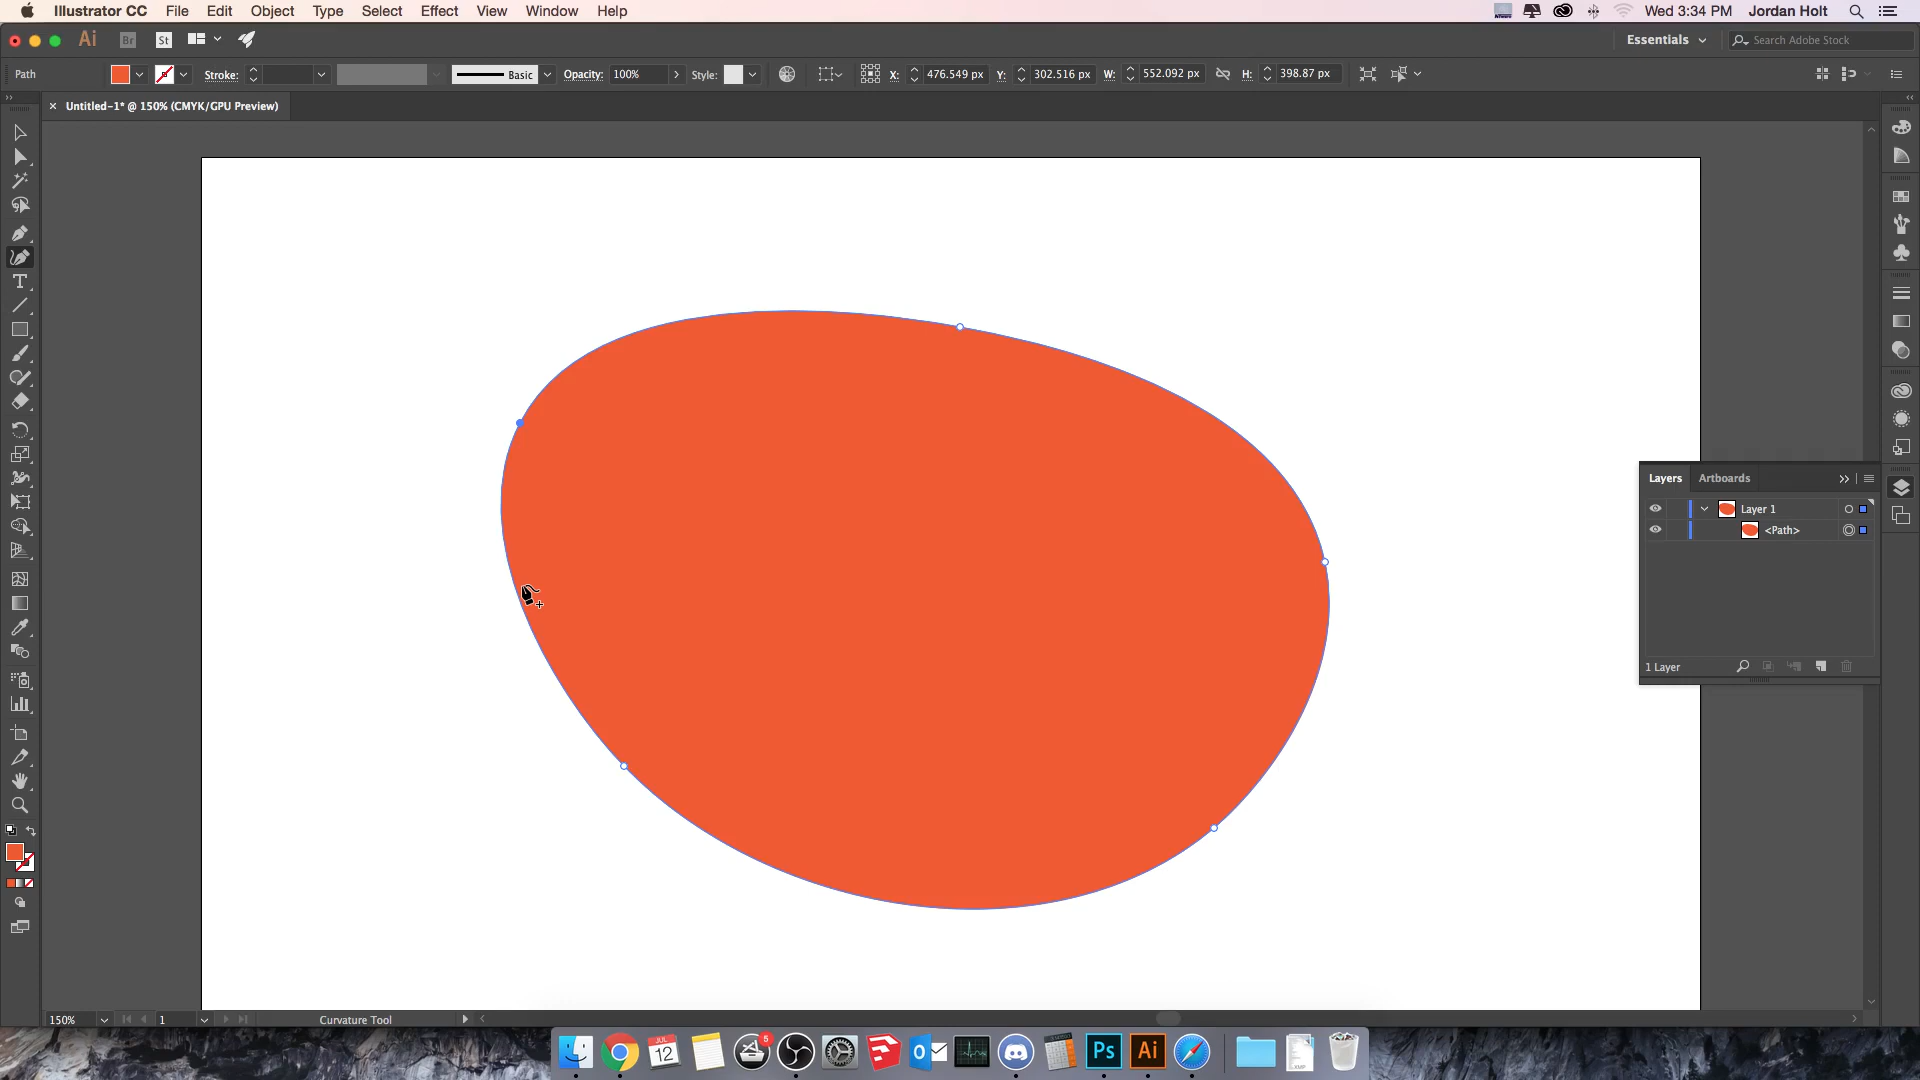 Illustrator CC File Edit Object Type Select Effect View Window Help Wed 3:34 PM Jordan Holt
Ai Br St Essentials Search Adobe Stock
Path Stroke: Basic Opacity: 100% Style: X: 476.549 px Y: 302.516 px W: 552.092 px H: 398.87 px
× Untitled-1* @ 150% (CMYK/GPU Preview)
T
Layers Artboards
Layer 1
<Path>
1 Layer
150% 1 Curvature Tool
JUL
12
5
Ps
Ai